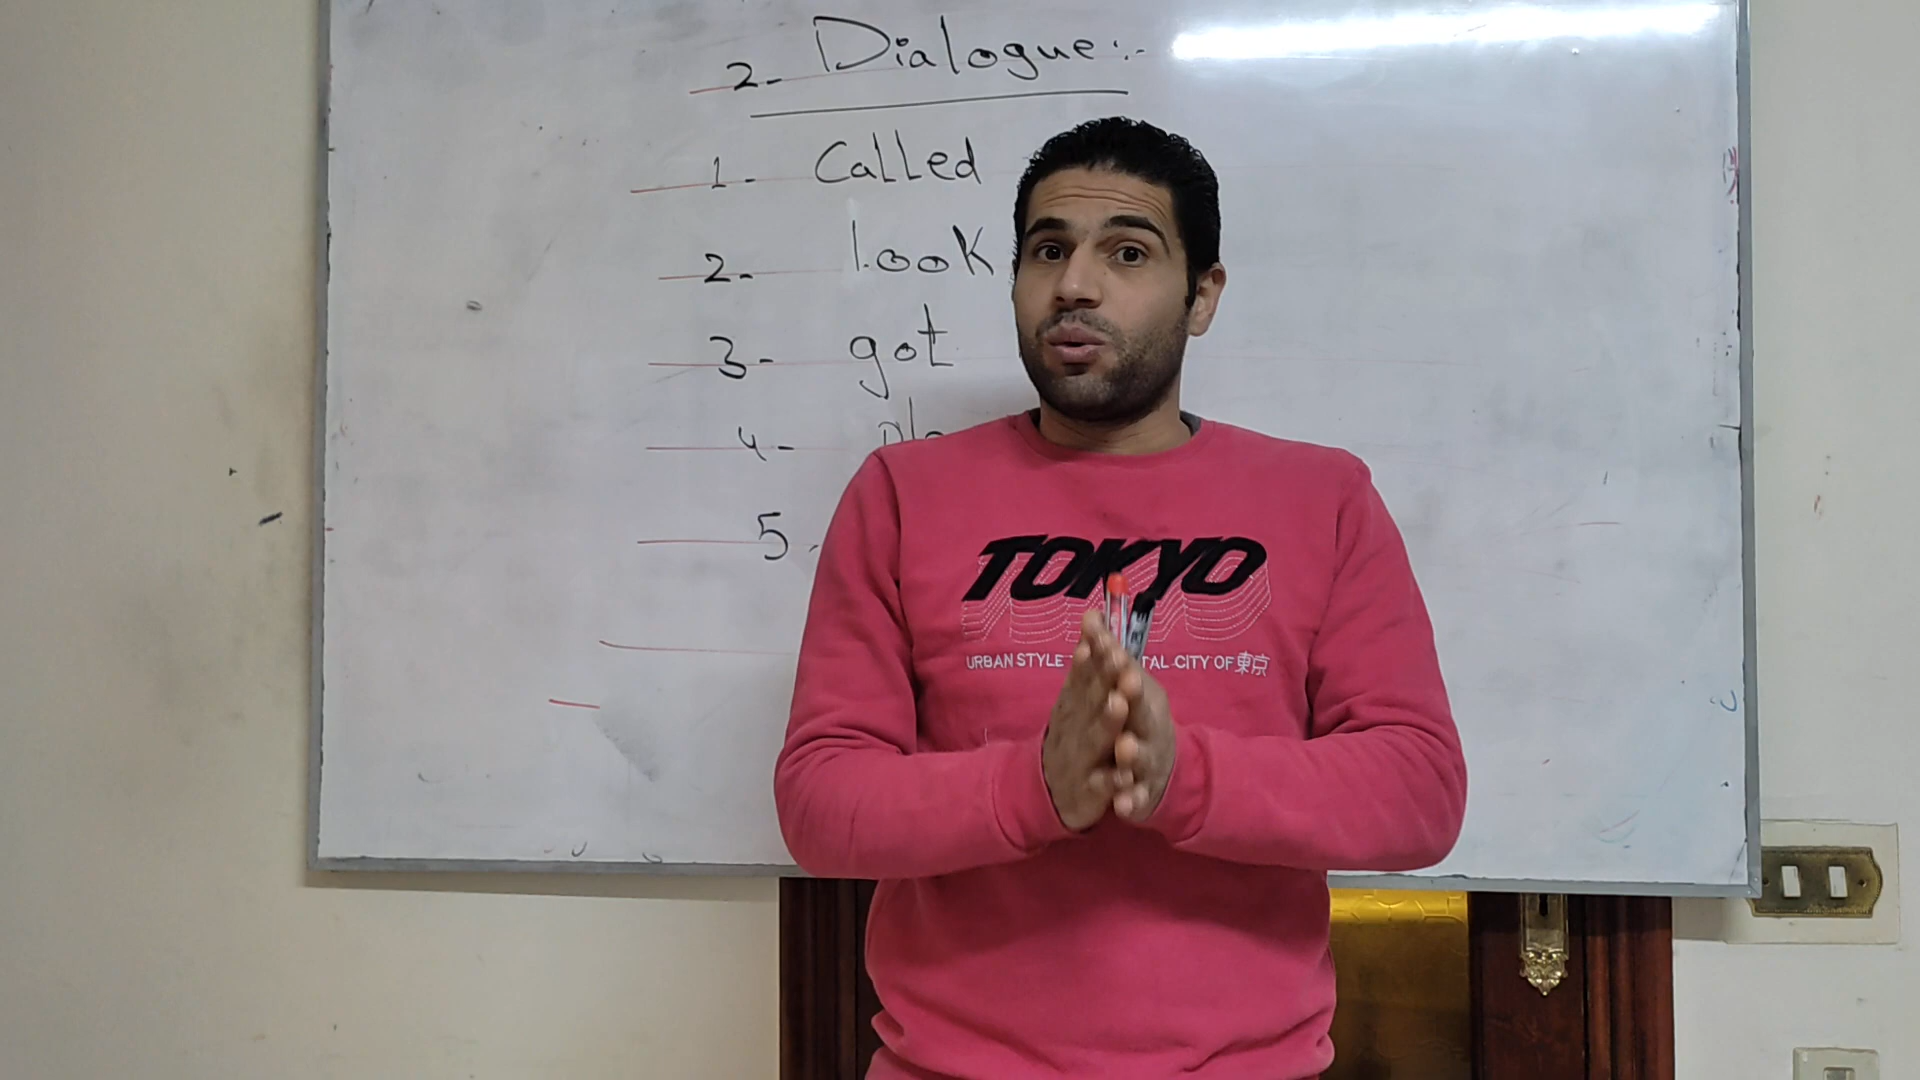 2- Dialogue:-
1- Called
2- look
3- got
4-
5-
TOKYO
URBAN STYLE CITY OF 東京